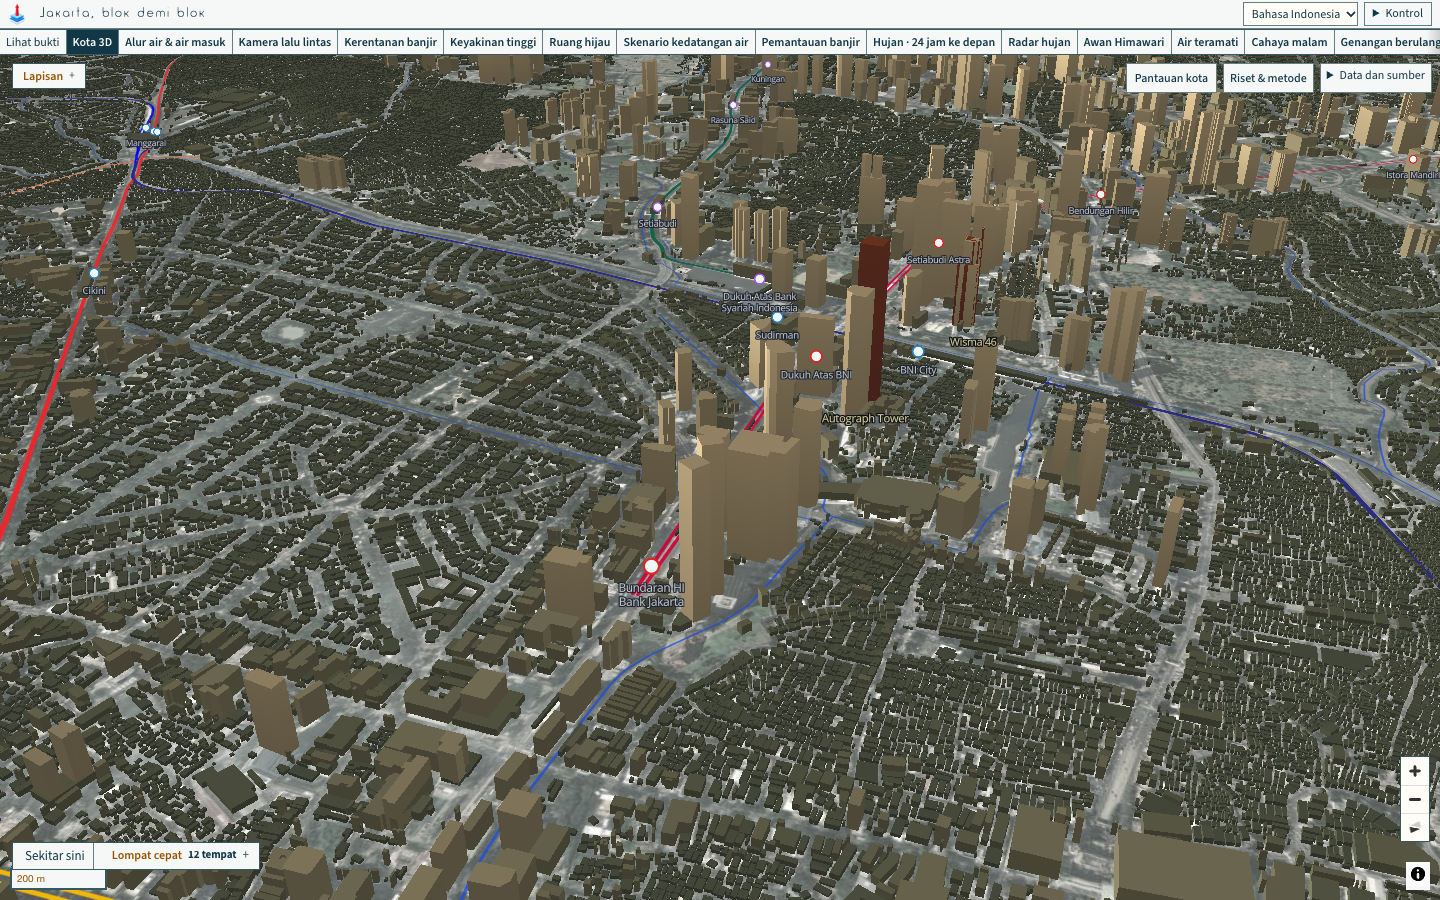 Jakarta, blok demi blok
Bahasa Indonesia
Kontrol
Lihat bukti
Kota 3D
Alur air & air masuk
Kamera lalu lintas
Kerentanan banjir
Keyakinan tinggi
Ruang hijau
Skenario kedatangan air
Pemantauan banjir
Hujan · 24 jam ke depan
Radar hujan
Awan Himawari
Air teramati
Cahaya malam
Genangan berulang
Lapisan +
Pantauan kota
Riset & metode
Data dan sumber
Kuningan
Rasuna Said
Manggarai
Istora Mandiri
Bendungan Hilir
Setiabudi
Setiabudi Astra
Cikini
Dukuh Atas Bank
Syariah Indonesia
Sudirman
Wisma 46
BNI City
Dukuh Atas BNI
Autograph Tower
Bundaran HI
Bank Jakarta
Sekitar sini
Lompat cepat 12 tempat +
200 m